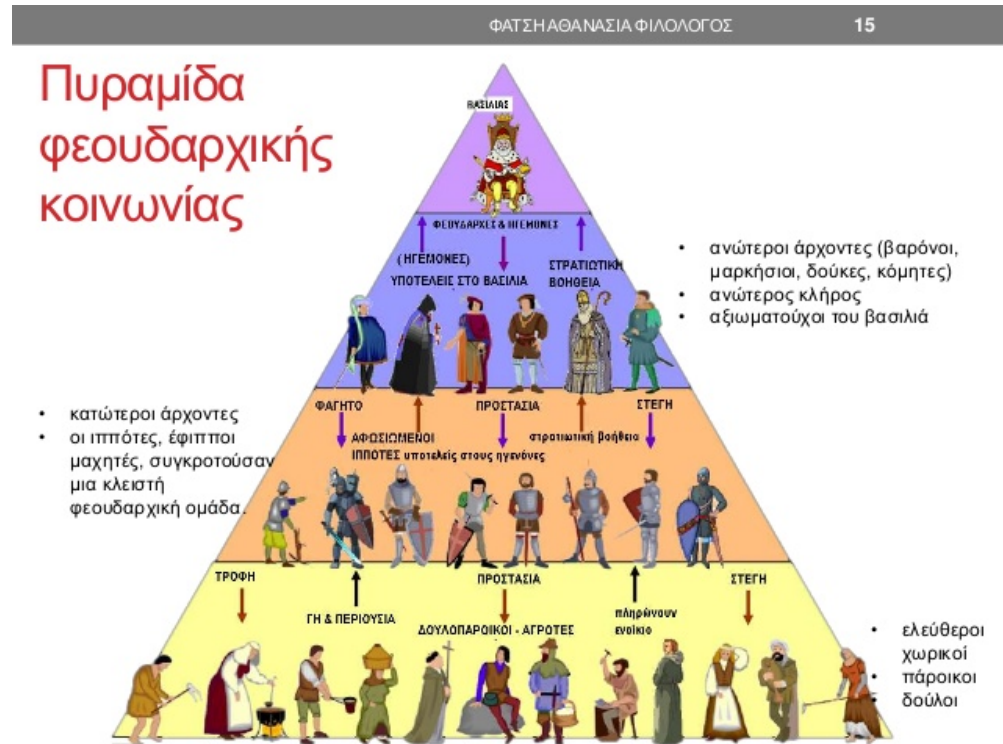 ΦΑΤΣΗ ΑΘΑΝΑΣΙΑ ΦΙΛΟΛΟΓΟΣ 15
Πυραμίδα
φεουδαρχικής
κοινωνίας
ΒΑΣΙΛΙΑΣ
ΦΕΟΥΔΑΡΧΕΣ & ΗΓΕΜΟΝΕΣ
(ΗΓΕΜΟΝΕΣ)
ΥΠΟΤΕΛΕΙΣ ΣΤΟ ΒΑΣΙΛΙΑ
ΣΤΡΑΤΙΩΤΙΚΗ
ΒΟΗΘΕΙΑ
• ανώτεροι άρχοντες (βαρόνοι,
μαρκήσιοι, δούκες, κόμητες)
• ανώτερος κλήρος
• αξιωματούχοι του βασιλιά
• κατώτεροι άρχοντες
• οι ιππότες, έφιπποι
μαχητές, συγκροτούσαν
μια κλειστή
φεουδαρχική ομάδα.
ΦΑΓΗΤΟ ΠΡΟΣΤΑΣΙΑ ΣΤΕΓΗ
ΑΦΩΣΙΩΜΕΝΟΙ στρατιωτική βοήθεια
ΙΠΠΟΤΕΣ υποτελείς στους ηγενόνες
ΤΡΟΦΗ ΠΡΟΣΤΑΣΙΑ ΣΤΕΓΗ
ΓΗ & ΠΕΡΙΟΥΣΙΑ
πληρώνουν
ενοίκιο
ΔΟΥΛΟΠΑΡΟΙΚΟΙ - ΑΓΡΟΤΕΣ
• ελεύθεροι
χωρικοί
• πάροικοι
• δούλοι